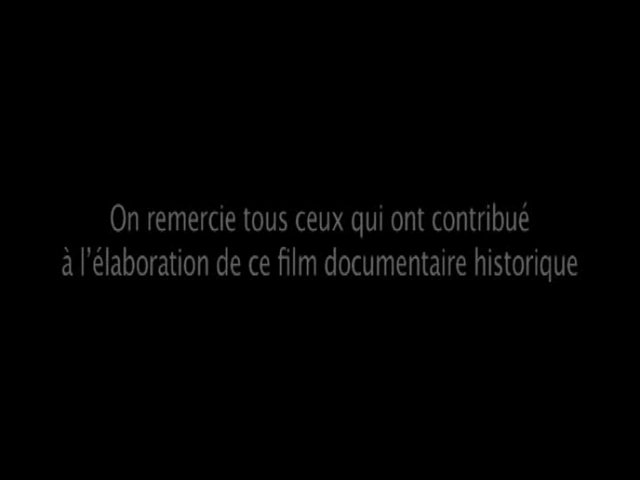 On remercie tous ceux qui ont contribué
à l'élaboration de ce film documentaire historique